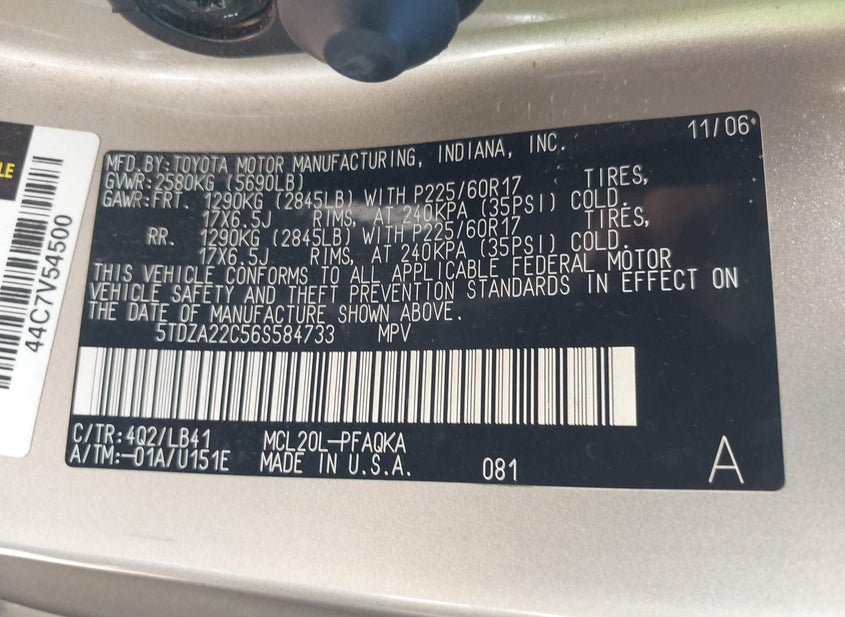 11/06
MFD. BY: TOYOTA MOTOR MANUFACTURING, INDIANA, INC.
GVWR: 2580KG (5690LB)
GAWR: FRT. 1290KG (2845LB) WITH P225/60R17 TIRES,
17X6.5J RIMS, AT 240KPA (35PSI) COLD.
RR. 1290KG (2845LB) WITH P225/60R17 TIRES,
17X6.5J RIMS, AT 240KPA (35PSI) COLD.
THIS VEHICLE CONFORMS TO ALL APPLICABLE FEDERAL MOTOR
VEHICLE SAFETY AND THEFT PREVENTION STANDARDS IN EFFECT ON
THE DATE OF MANUFACTURE SHOWN ABOVE.
5TDZA22C56S584733 MPV
C/TR: 4Q2/LB41 MCL20L-PFAQKA
A/TM: -01A/U151E MADE IN U.S.A. 081 A
44C7V54500
LE